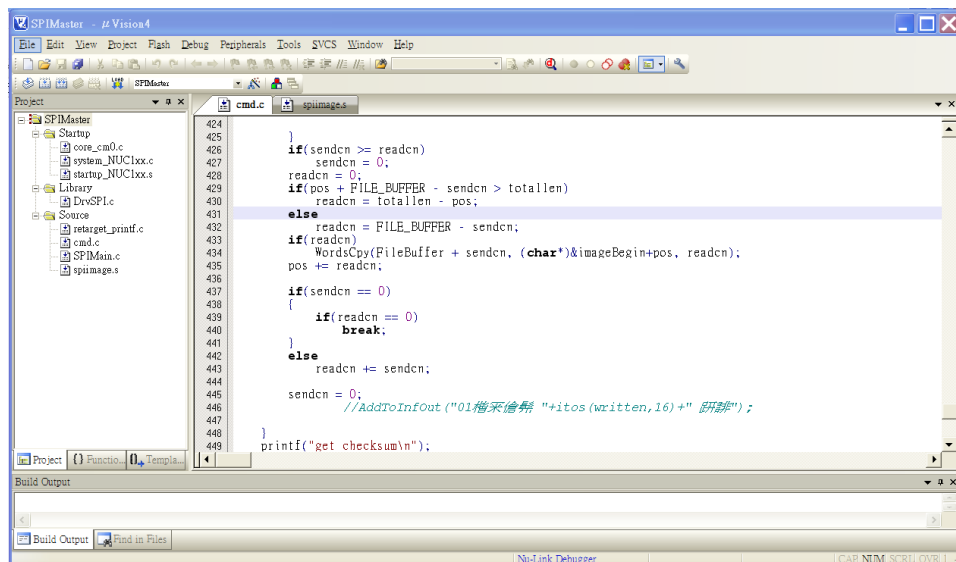 SPIMaster - µVision4
File Edit View Project Flash Debug Peripherals Tools SVCS Window Help
SPIMaster
Project
cmd.c spiimage.s
SPIMaster
Startup
core_cm0.c
system_NUC1xx.c
startup_NUC1xx.s
Library
DrvSPI.c
Source
retarget_printf.c
cmd.c
SPIMain.c
spiimage.s
424
425 }
426 if(sendcn >= readcn)
427 sendcn = 0;
428 readcn = 0;
429 if(pos + FILE_BUFFER - sendcn > totallen)
430 readcn = totallen - pos;
431 else
432 readcn = FILE_BUFFER - sendcn;
433 if(readcn)
434 WordsCpy(FileBuffer + sendcn, (char*)&imageBegin+pos, readcn);
435 pos += readcn;
436
437 if(sendcn == 0)
438 {
439 if(readcn == 0)
440 break;
441 }
442 else
443 readcn += sendcn;
444
445 sendcn = 0;
446 //AddToInfOut("01 "+itos(written,16)+" ");
447
448 }
449 printf("get checksum\n");
Project {} Functio... 0 Templa...
Build Output
Build Output Find in Files
Nu-Link Debugger CAP NUM SCRL OVR